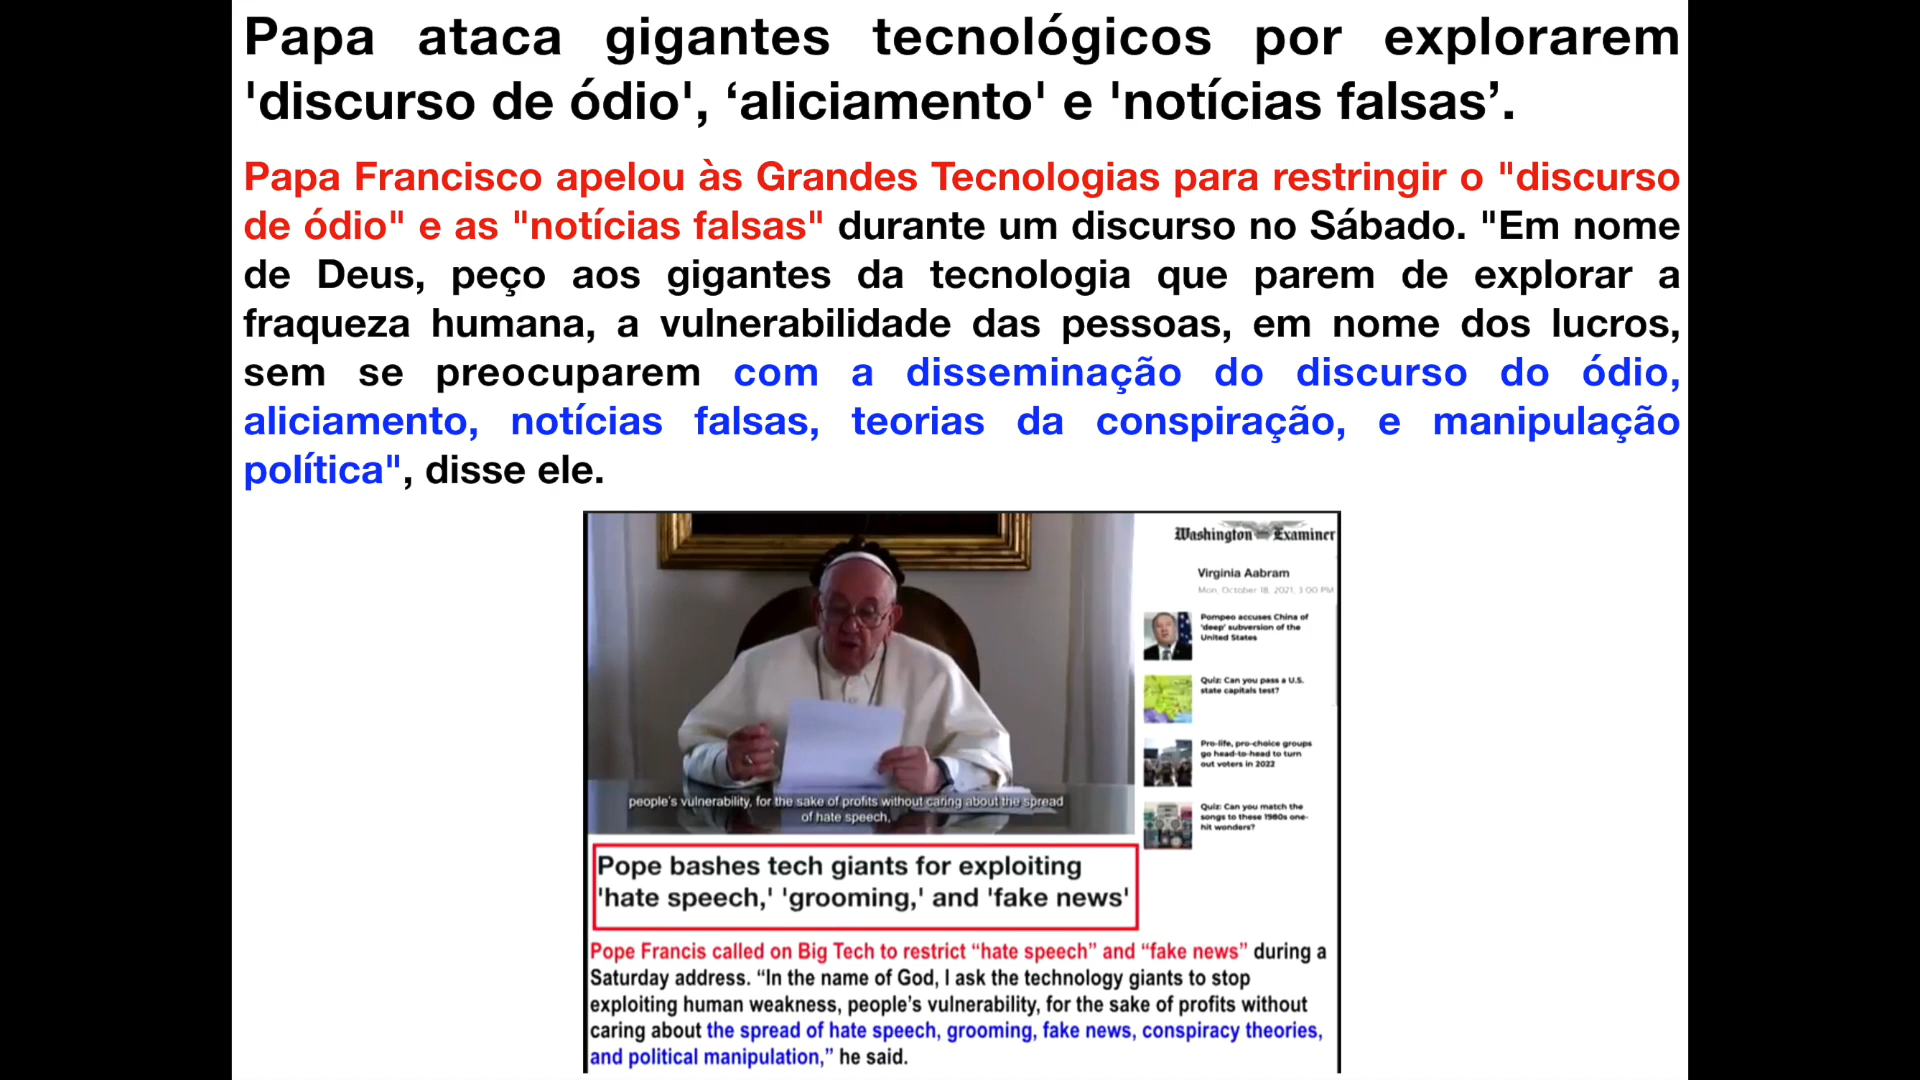 Papa ataca gigantes tecnológicos por explorarem
'discurso de ódio', ‘aliciamento' e 'notícias falsas’.
Papa Francisco apelou às Grandes Tecnologias para restringir o "discurso
de ódio" e as "notícias falsas" durante um discurso no Sábado. "Em nome
de Deus, peço aos gigantes da tecnologia que parem de explorar a
fraqueza humana, a vulnerabilidade das pessoas, em nome dos lucros,
sem se preocuparem com a disseminação do discurso do ódio,
aliciamento, notícias falsas, teorias da conspiração, e manipulação
política", disse ele.
Washington Examiner
Virginia Aabram
Mon, October 18, 2021, 3:00 PM
Pompeo accuses China of
'deep' subversion of the
United States
Quiz: Can you pass a U.S.
state capitals test?
Pro-life, pro-choice groups
go head-to-head to turn
out voters in 2022
Quiz: Can you match the
songs to these 1980s one-
hit wonders?
people's vulnerability, for the sake of profits without caring about the spread
of hate speech,
Pope bashes tech giants for exploiting
'hate speech,' 'grooming,' and 'fake news'
Pope Francis called on Big Tech to restrict “hate speech” and “fake news” during a
Saturday address. “In the name of God, I ask the technology giants to stop
exploiting human weakness, people’s vulnerability, for the sake of profits without
caring about the spread of hate speech, grooming, fake news, conspiracy theories,
and political manipulation,” he said.